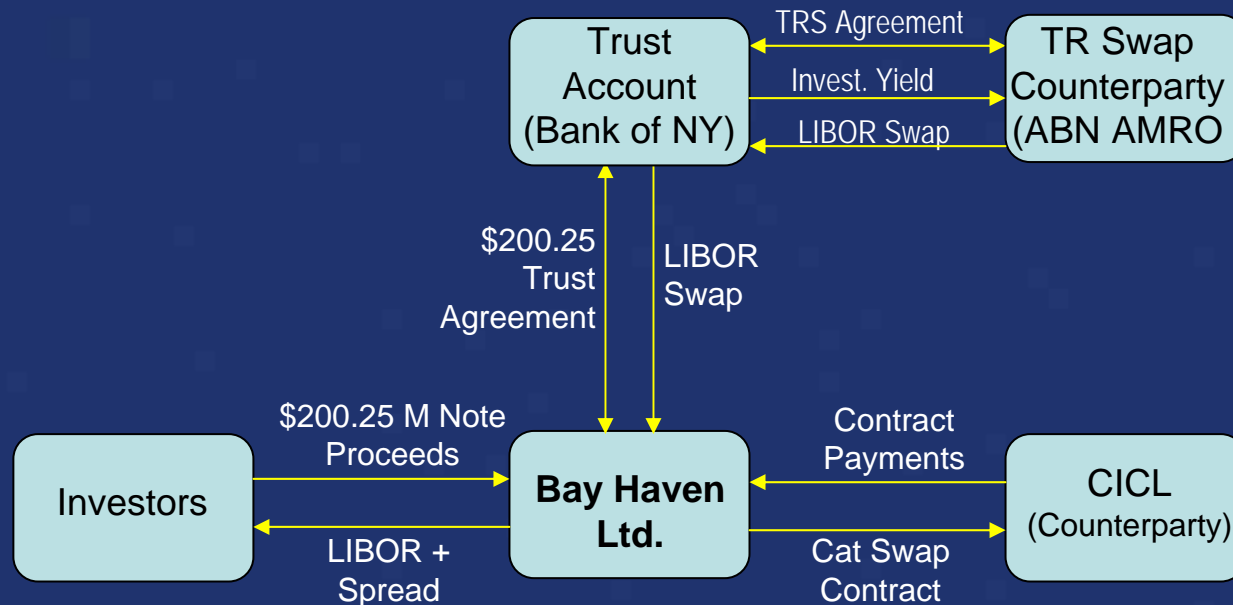 Trust
Account
(Bank of NY)
TRS Agreement
Invest. Yield
LIBOR Swap
TR Swap
Counterparty
(ABN AMRO
$200.25
Trust
Agreement
LIBOR
Swap
Investors
$200.25 M Note
Proceeds
LIBOR +
Spread
Bay Haven
Ltd.
Contract
Payments
Cat Swap
Contract
CICL
(Counterparty)